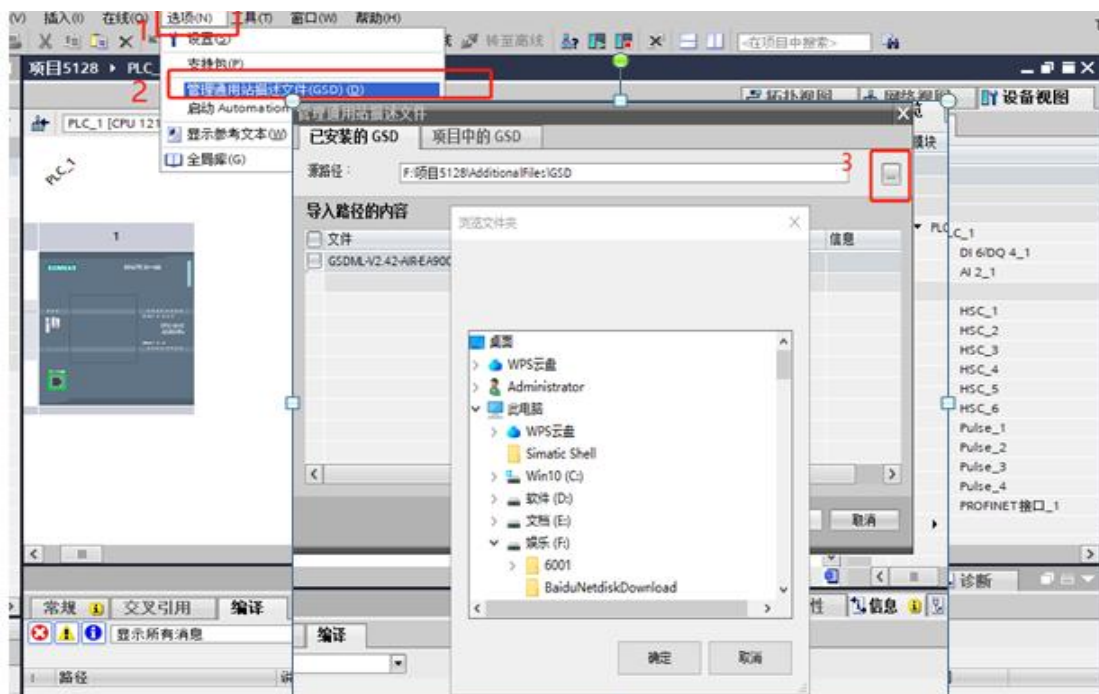 (V) 插入(I) 在线(O) 选项(N) 工具(T) 窗口(W) 帮助(H)
1
设置(S)
转至离线
<在项目中搜索>
支持包(P)
项目5128 ▸ PLC_
2
管理通用站描述文件(GSD) (D)
启动 Automation
拓扑视图 网络视图 设备视图
管理通用站描述文件
PLC_1 [CPU 121
显示参考文本(W)
已安装的 GSD 项目中的 GSD
模块
全局库(G)
源路径：
F:\项目5128\AdditionalFiles\GSD
3
...
PLC_1
导入路径的内容
浏览文件夹
1
文件
信息
GSDML-V2.42-AIR-EA900
PLC
C_1
DI 6/DQ 4_1
AI 2_1
HSC_1
HSC_2
HSC_3
HSC_4
HSC_5
HSC_6
Pulse_1
Pulse_2
Pulse_3
Pulse_4
PROFINET接口_1
SIEMENS
桌面
WPS云盘
Administrator
此电脑
WPS云盘
Simatic Shell
Win10 (C:)
软件 (D:)
文档 (E:)
娱乐 (F:)
6001
BaiduNetdiskDownload
取消
确定 取消
诊断
常规 交叉引用 编译
性 信息
显示所有消息
编译
! 路径